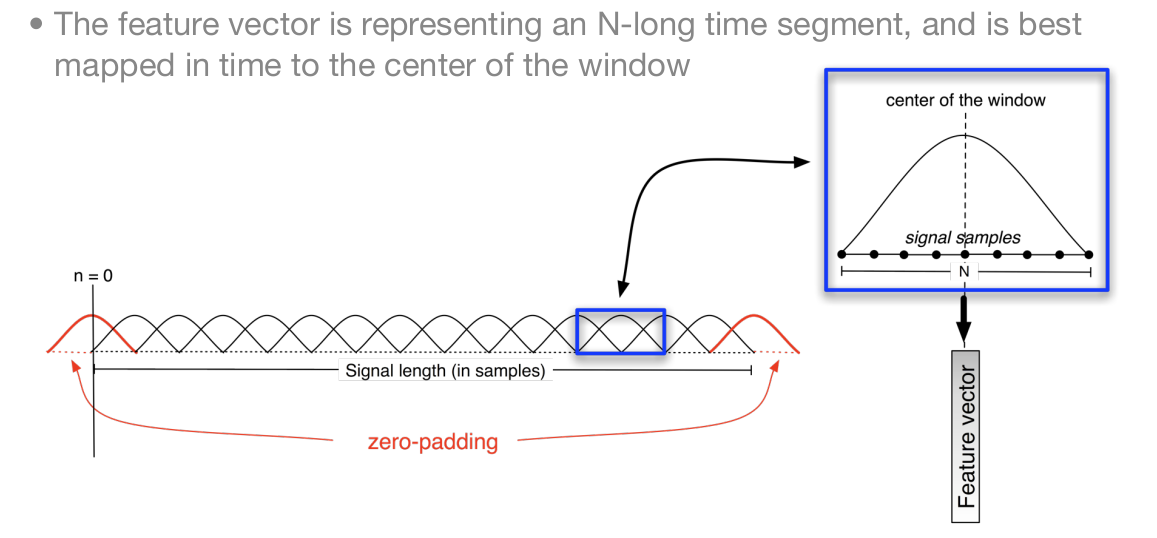 • The feature vector is representing an N-long time segment, and is best
mapped in time to the center of the window
center of the window
signal samples
N
n = 0
Signal length (in samples)
zero-padding
Feature vector